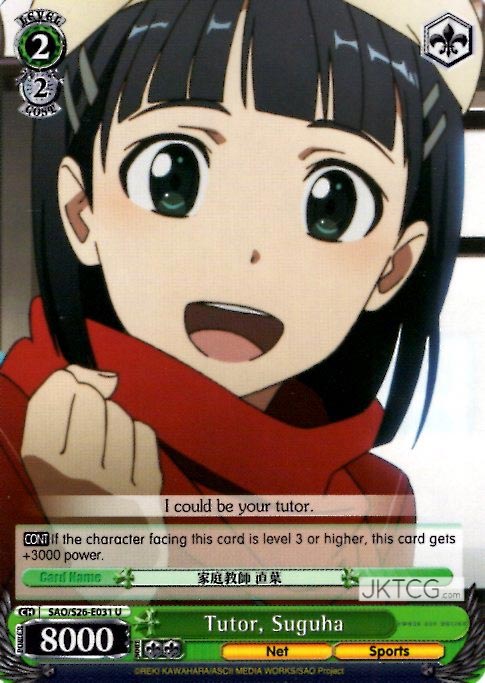 LEVEL
2
2
COST
I could be your tutor.
CONT If the character facing this card is level 3 or higher, this card gets
+3000 power.
Card Name
家庭教師 直葉
JKTCG.com
CH SAO/S26-E031 U
POWER
8000
SOUL
Tutor, Suguha
Net
Sports
©REKI KAWAHARA/ASCII MEDIA WORKS/SAO Project